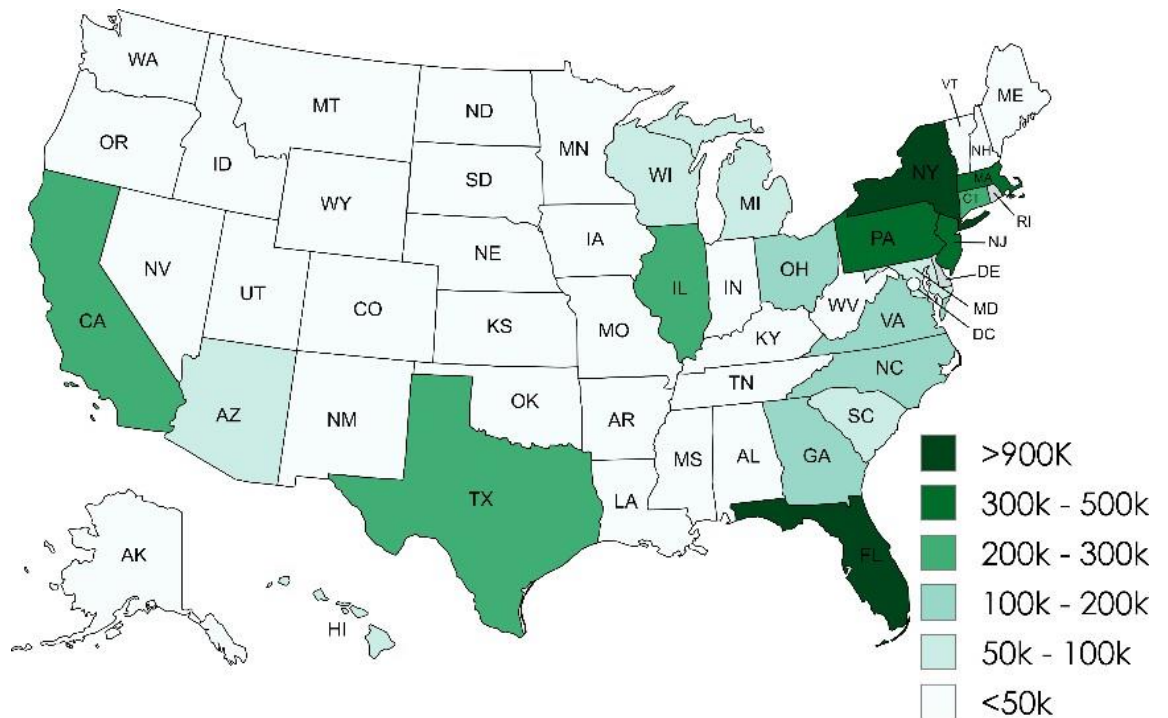 WA
MT
ND
MN
VT
ME
OR
ID
SD
WI
MI
NY
NH
MA
CT
RI
WY
NE
IA
PA
NJ
NV
UT
CO
IL
IN
OH
DE
MD
DC
CA
KS
MO
WV
VA
KY
NC
TN
AZ
NM
OK
AR
SC
MS
AL
GA
TX
LA
FL
AK
HI
>900K
300k - 500k
200k - 300k
100k - 200k
50k - 100k
<50k